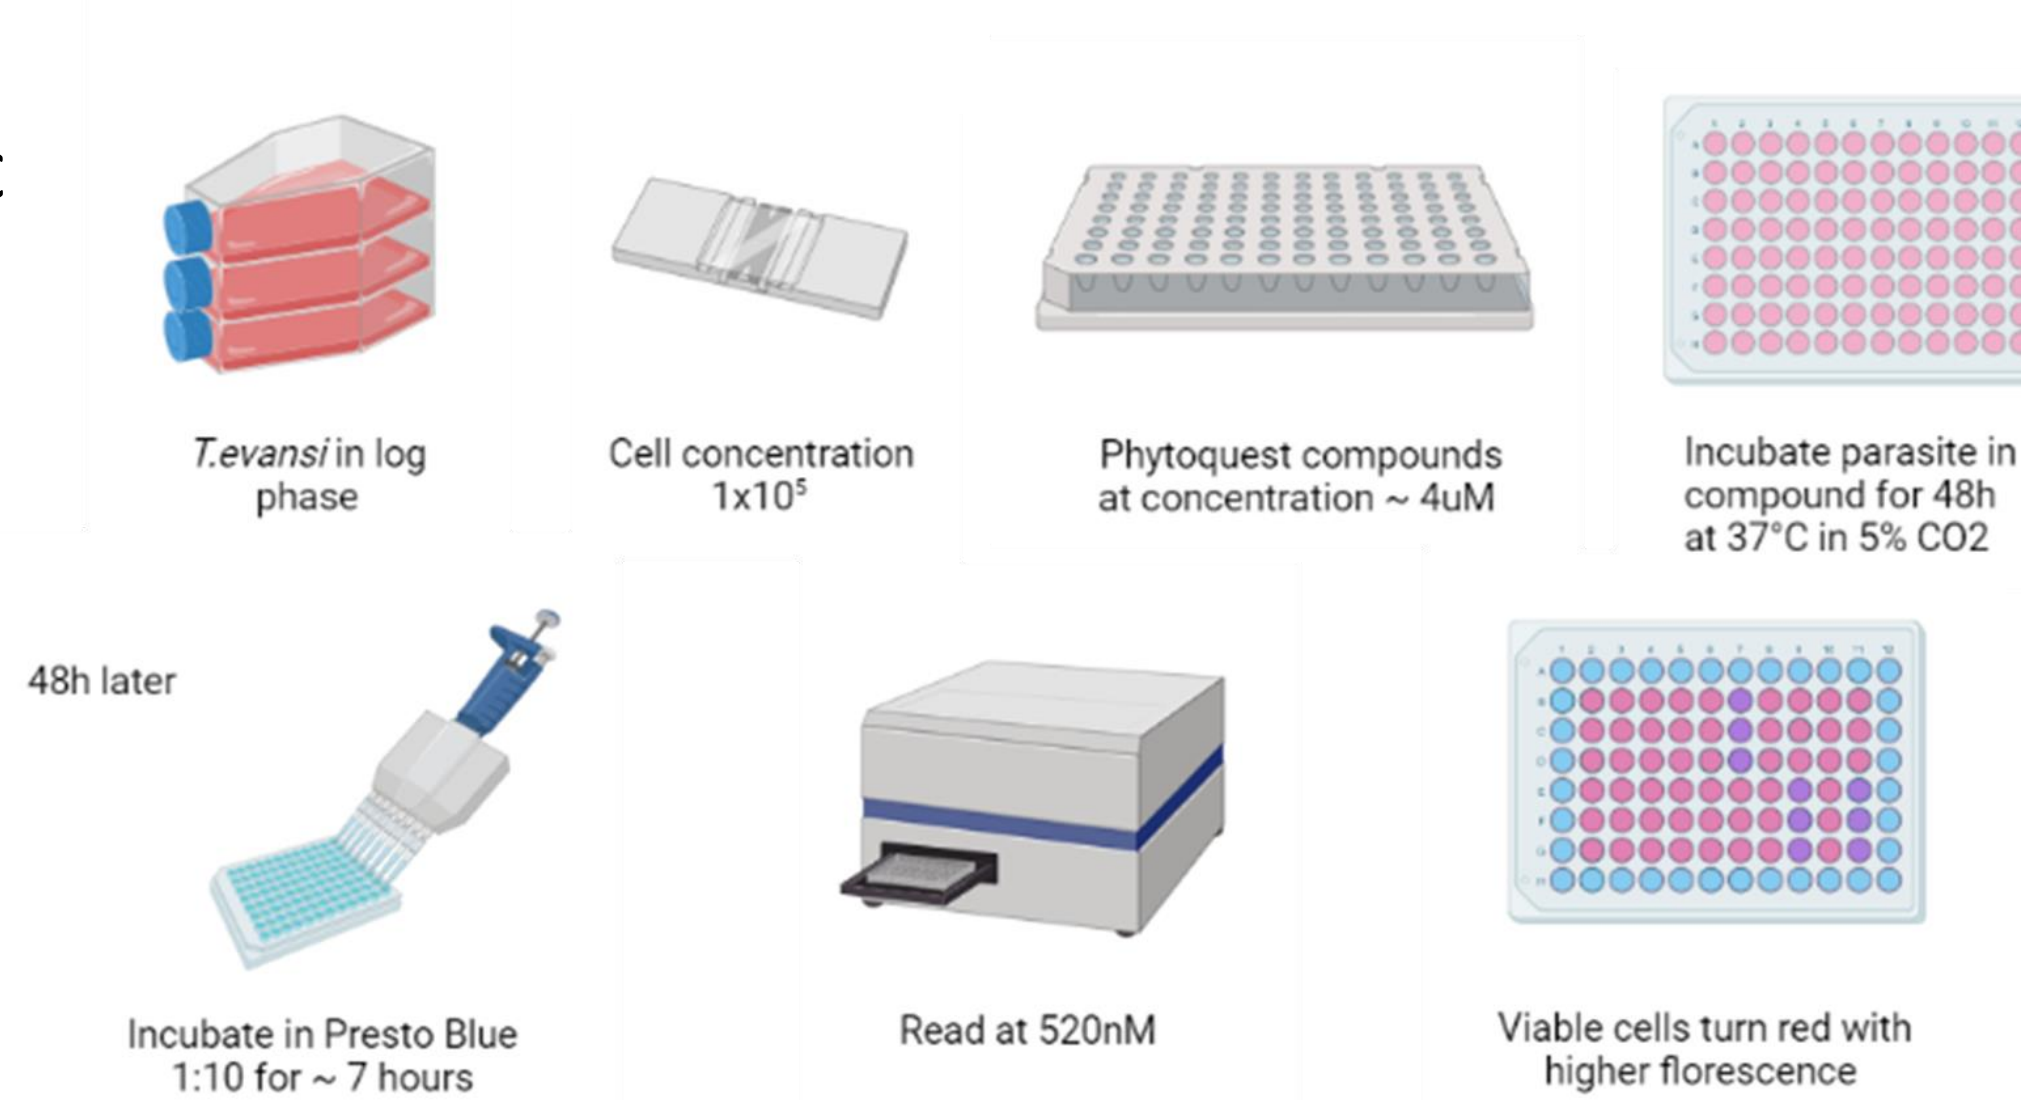 T.evansi in log
phase
Cell concentration
1x10⁵
Phytoquest compounds
at concentration ~ 4uM
Incubate parasite in
compound for 48h
at 37°C in 5% CO2
48h later
Incubate in Presto Blue
1:10 for ~ 7 hours
Read at 520nM
Viable cells turn red with
higher florescence